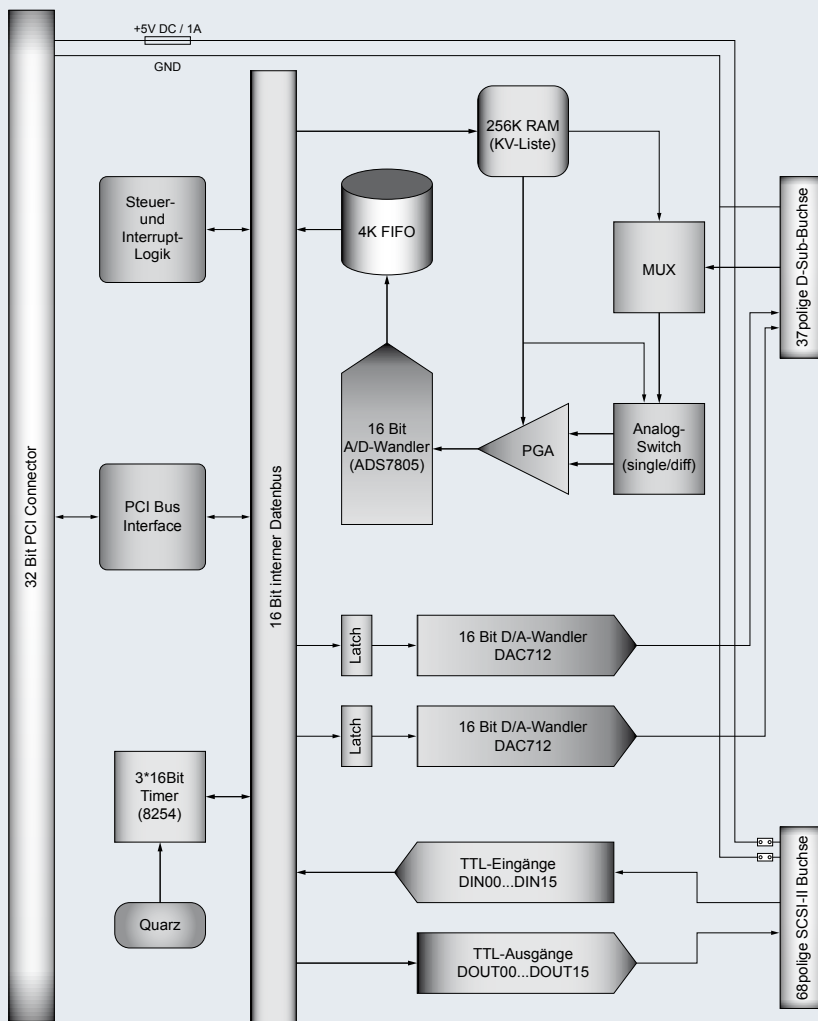 +5V DC / 1A
GND
32 Bit PCI Connector
Steuer-
und
Interrupt-
Logik
PCI Bus
Interface
3*16Bit
Timer
(8254)
Quarz
16 Bit interner Datenbus
256K RAM
(KV-Liste)
4K FIFO
MUX
16 Bit
A/D-Wandler
(ADS7805)
PGA
Analog-
Switch
(single/diff)
37polige D-Sub-Buchse
Latch
16 Bit D/A-Wandler
DAC712
Latch
16 Bit D/A-Wandler
DAC712
TTL-Eingänge
DIN00...DIN15
TTL-Ausgänge
DOUT00...DOUT15
68polige SCSI-II Buchse